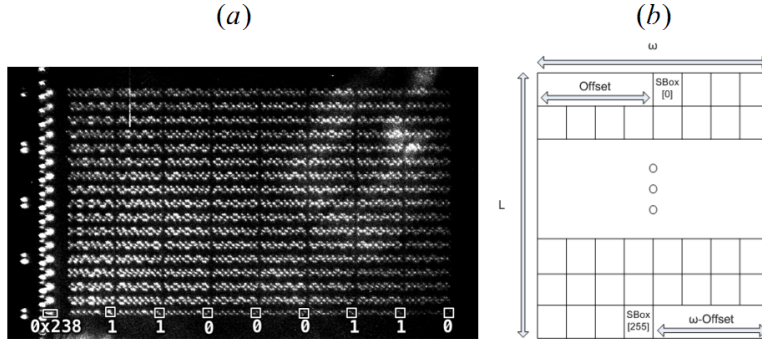 (a)
0x238 1 1 0 0 0 1 1 0
(b)
ω
Offset
SBox
[0]
L
SBox
[255]
ω-Offset